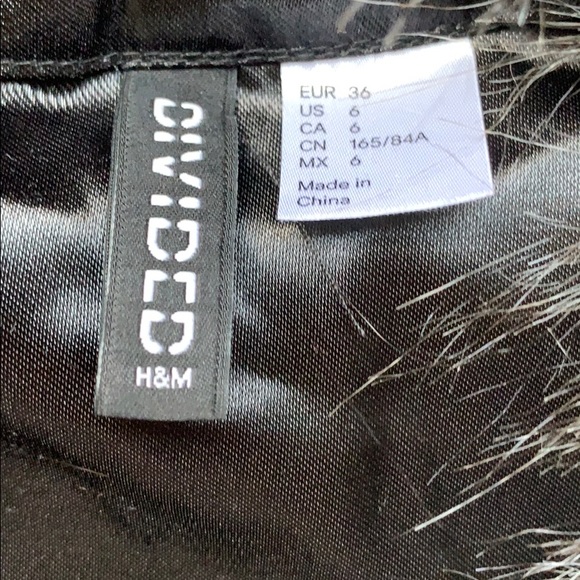 DIVIDED
H&M
EUR 36
US 6
CA 6
CN 165/84A
MX 6
Made in
China